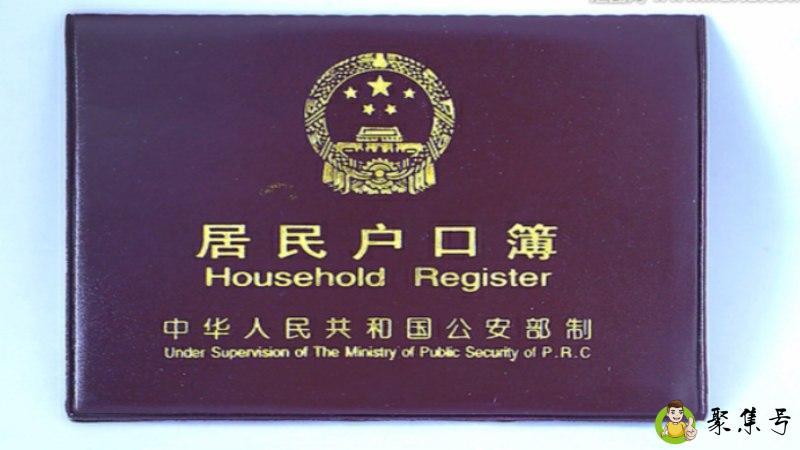 居民户口簿
Household Register
中华人民共和国公安部制
Under Supervision of The Ministry of Public Security of P.R.C
聚集号